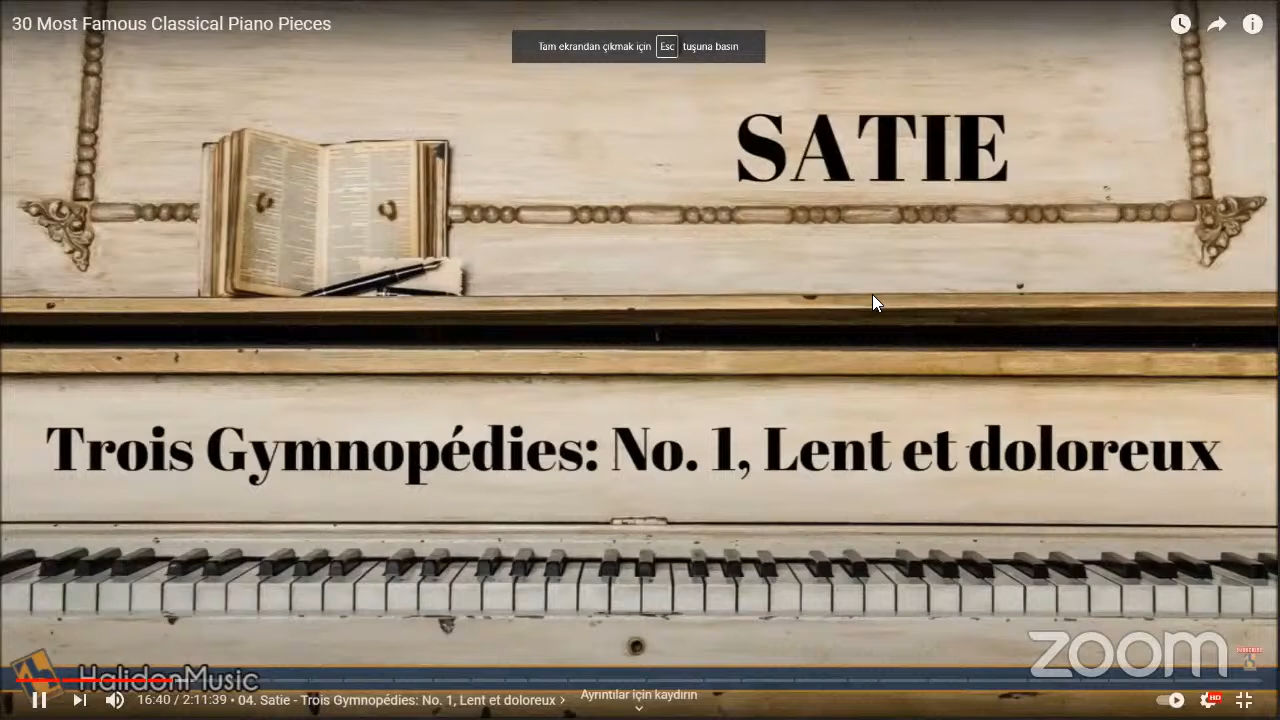 30 Most Famous Classical Piano Pieces
Tam ekrandan çıkmak için Esc tuşuna basın
SATIE
Trois Gymnopédies: No. 1, Lent et doloreux
zoom
SUBSCRIBE
HalidonMusic
16:40 / 2:11:39 • 04. Satie - Trois Gymnopédies: No. 1, Lent et doloreux
Ayrıntılar için kaydırın
HD